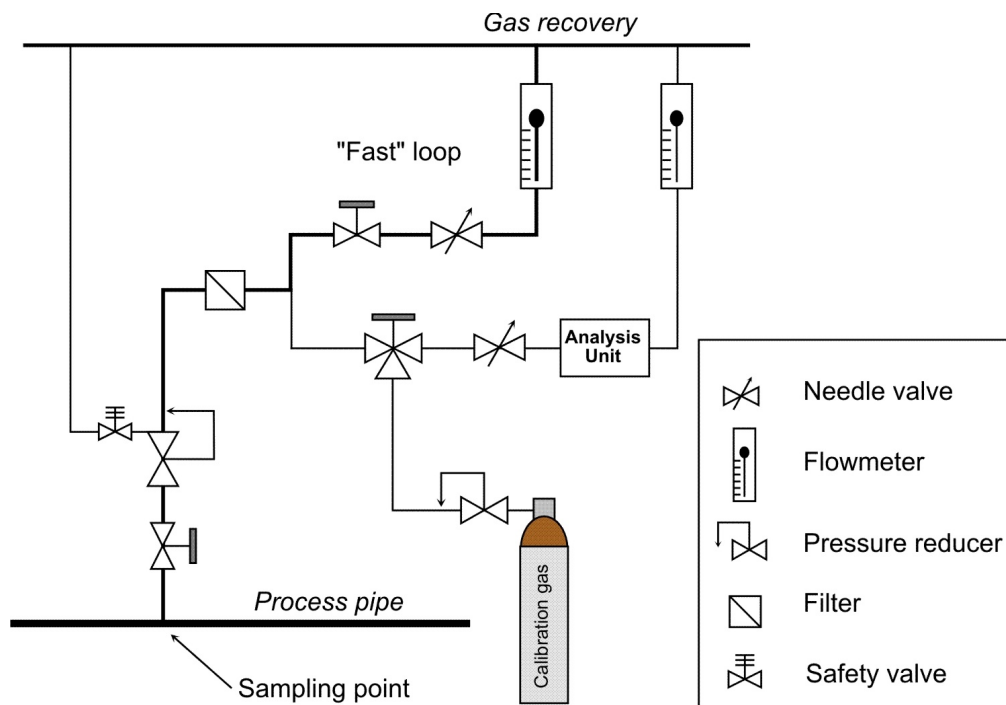 Gas recovery
"Fast" loop
Analysis
Unit
Calibration gas
Process pipe
Sampling point
Needle valve
Flowmeter
Pressure reducer
Filter
Safety valve